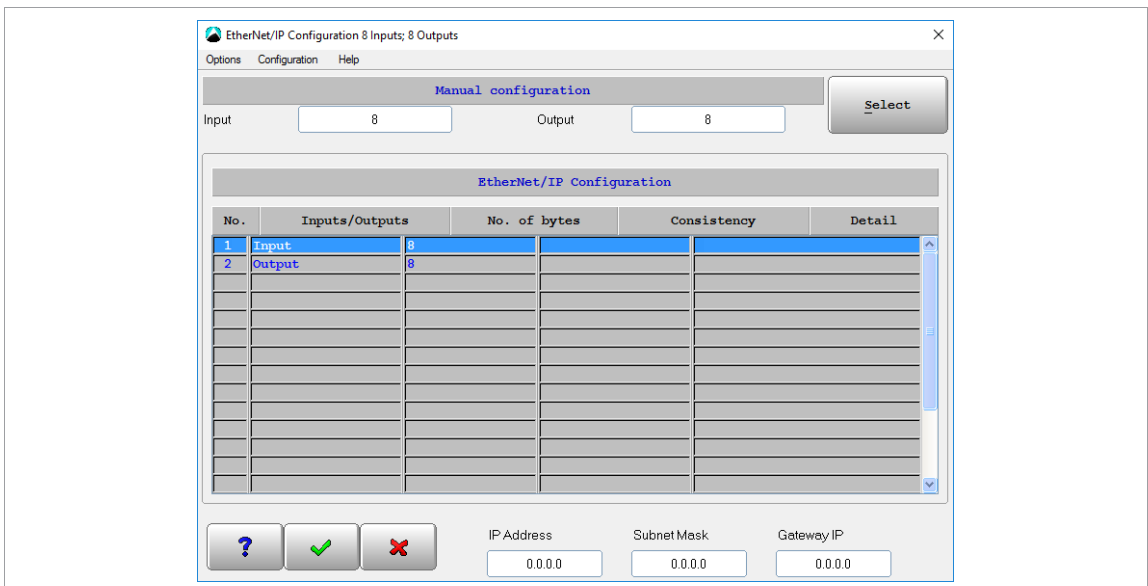 EtherNet/IP Configuration 8 Inputs; 8 Outputs
Options Configuration Help
Manual configuration
Select
Input 8 Output 8
EtherNet/IP Configuration
No. Inputs/Outputs No. of bytes Consistency Detail
1 Input 8
2 Output 8
IP Address Subnet Mask Gateway IP
? 0.0.0.0 0.0.0.0 0.0.0.0